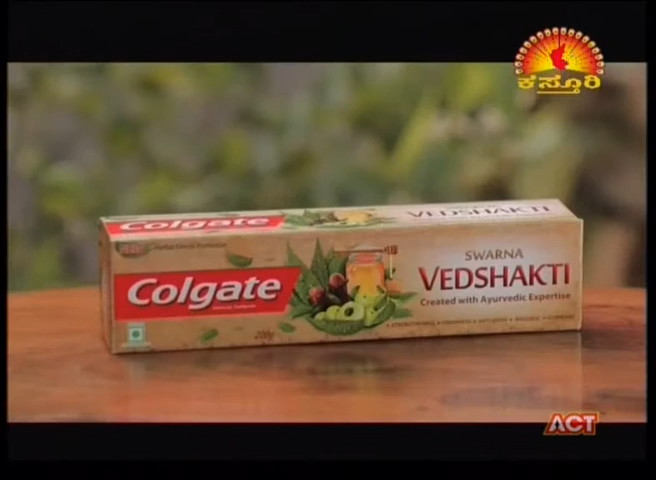 ಕಸ್ತೂರಿ
Colgate
VEDSHAKTI
SWARNA
VEDSHAKTI
Colgate
Created with Ayurvedic Expertise
200g
ACT